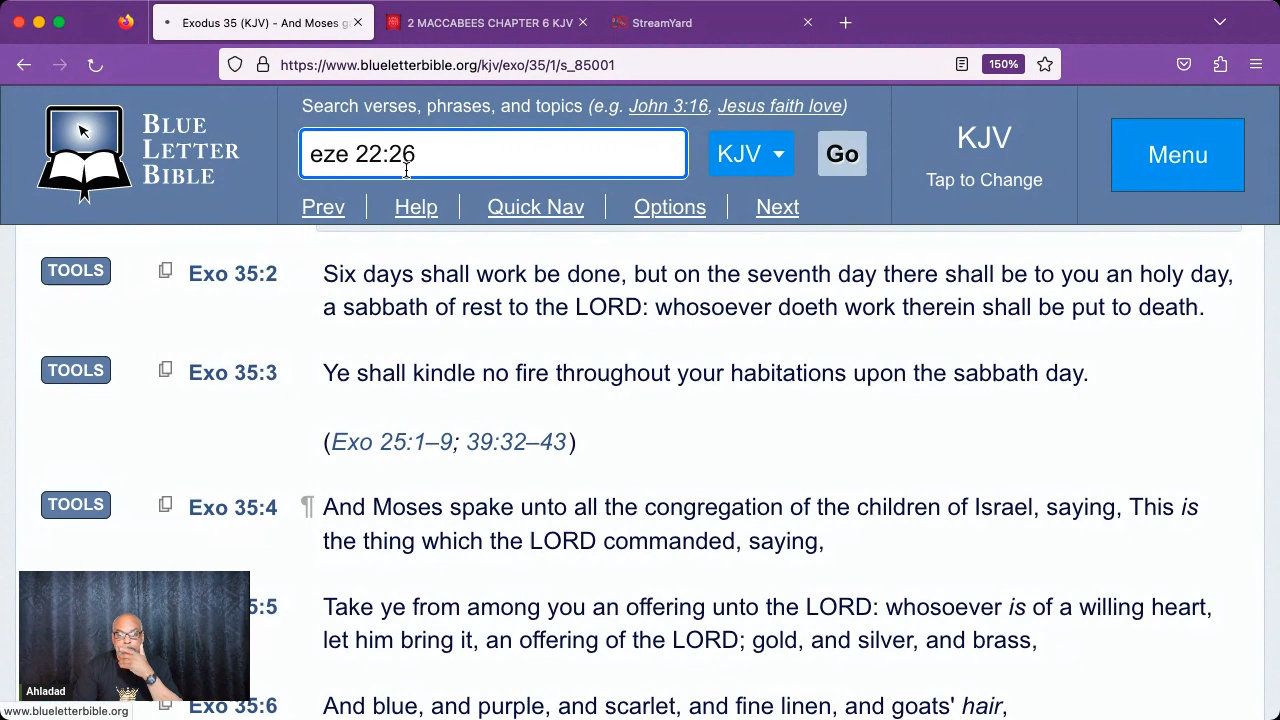 Exodus 35 (KJV) - And Moses g
2 MACCABEES CHAPTER 6 KJV
StreamYard
https://www.blueletterbible.org/kjv/exo/35/1/s_85001
150%
BLUE
LETTER
BIBLE
Search verses, phrases, and topics (e.g. John 3:16, Jesus faith love)
eze 22:26
KJV
Go
Prev
Help
Quick Nav
Options
Next
KJV
Tap to Change
Menu
TOOLS
Exo 35:2
Six days shall work be done, but on the seventh day there shall be to you an holy day,
a sabbath of rest to the LORD: whosoever doeth work therein shall be put to death.
TOOLS
Exo 35:3
Ye shall kindle no fire throughout your habitations upon the sabbath day.
(Exo 25:1–9; 39:32–43)
TOOLS
Exo 35:4
¶ And Moses spake unto all the congregation of the children of Israel, saying, This is
the thing which the LORD commanded, saying,
5:5
Take ye from among you an offering unto the LORD: whosoever is of a willing heart,
let him bring it, an offering of the LORD; gold, and silver, and brass,
Exo 35:6
And blue, and purple, and scarlet, and fine linen, and goats' hair,
Ahladad
www.blueletterbible.org